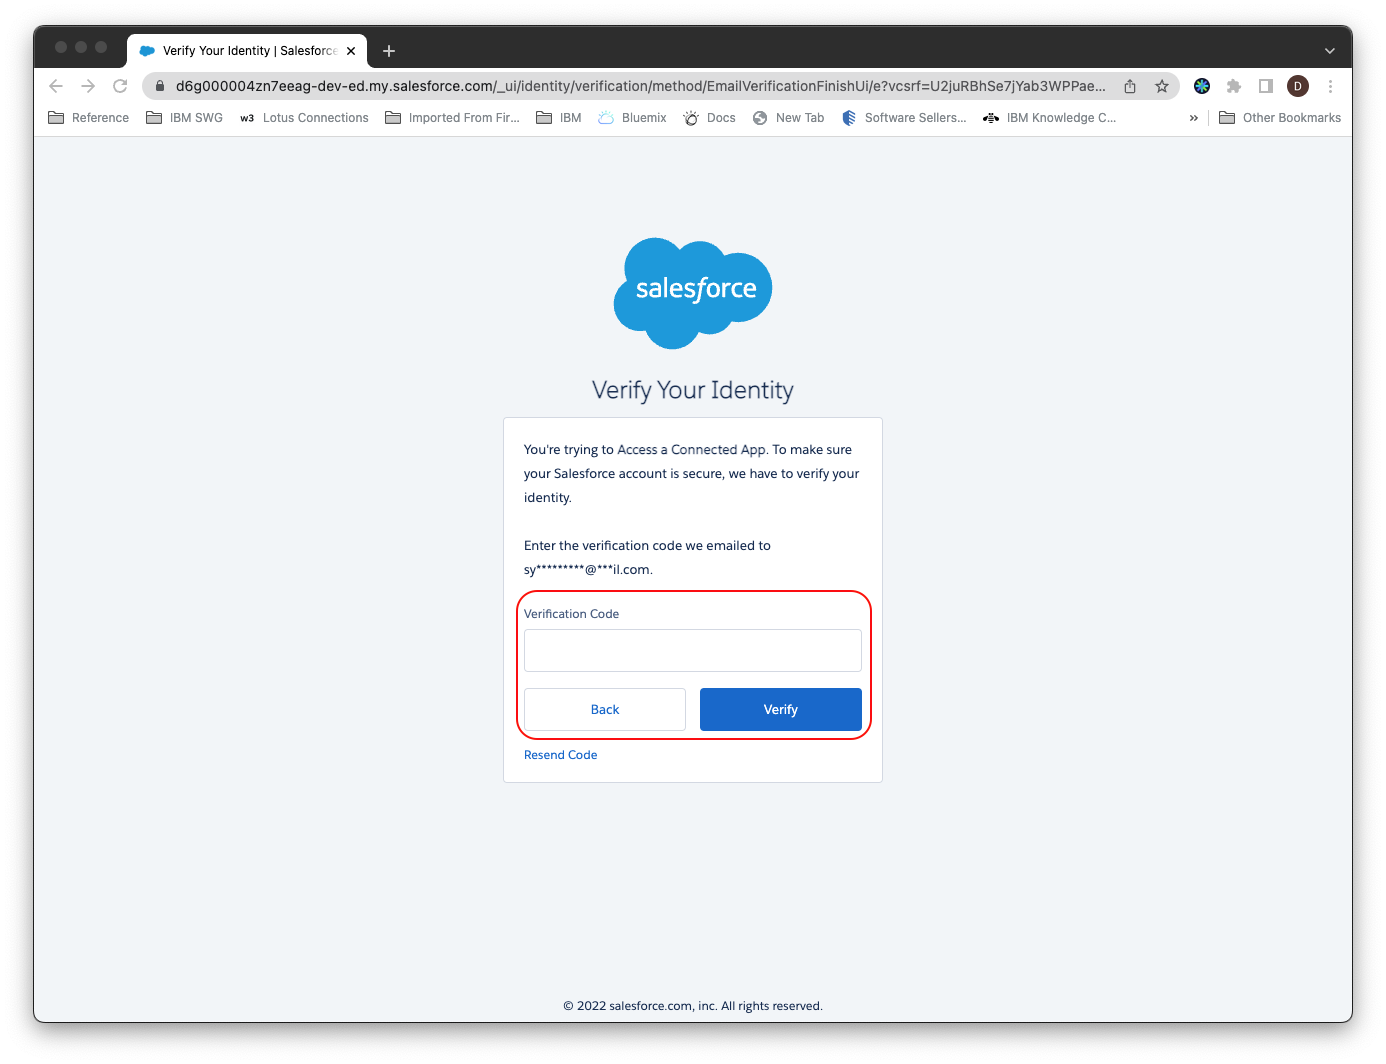 Verify Your Identity | Salesforce
d6g000004zn7eeag-dev-ed.my.salesforce.com/_ui/identity/verification/method/EmailVerificationFinishUi/e?vcsrf=U2juRBhSe7jYab3WPPae...
D
Reference IBM SWG w3 Lotus Connections Imported From Fir... IBM Bluemix Docs New Tab Software Sellers... IBM Knowledge C... » Other Bookmarks
salesforce
Verify Your Identity
You're trying to Access a Connected App. To make sure
your Salesforce account is secure, we have to verify your
identity.
Enter the verification code we emailed to
sy*********@***il.com.
Verification Code
Back Verify
Resend Code
© 2022 salesforce.com, inc. All rights reserved.